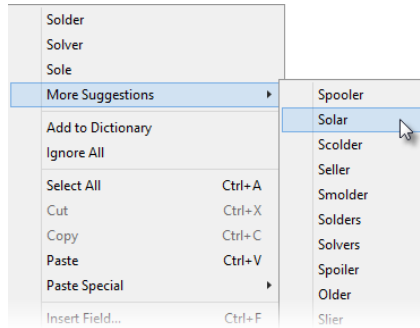 Solder
Solver
Sole
More Suggestions
Add to Dictionary
Ignore All
Select All Ctrl+A
Cut Ctrl+X
Copy Ctrl+C
Paste Ctrl+V
Paste Special
Insert Field... Ctrl+F
Spooler
Solar
Scolder
Seller
Smolder
Solders
Solvers
Spoiler
Older
Slier